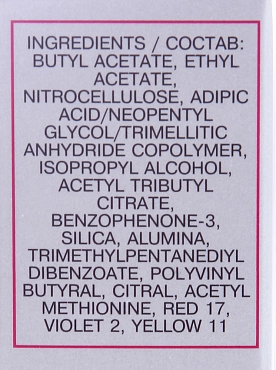 INGREDIENTS / СОСТАВ:
BUTYL ACETATE, ETHYL
ACETATE,
NITROCELLULOSE, ADIPIC
ACID/NEOPENTYL
GLYCOL/TRIMELLITIC
ANHYDRIDE COPOLYMER,
ISOPROPYL ALCOHOL,
ACETYL TRIBUTYL
CITRATE,
BENZOPHENONE-3,
SILICA, ALUMINA,
TRIMETHYLPENTANEDIYL
DIBENZOATE, POLYVINYL
BUTYRAL, CITRAL, ACETYL
METHIONINE, RED 17,
VIOLET 2, YELLOW 11